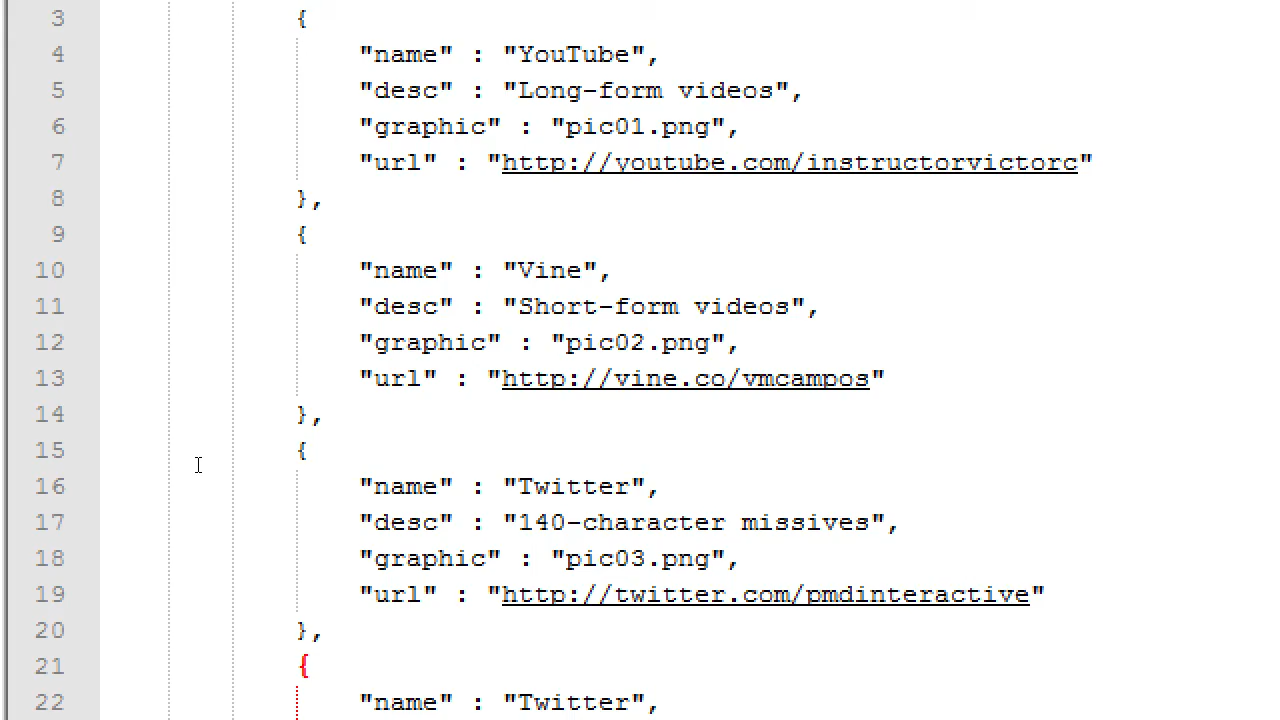 3 {
4 "name" : "YouTube",
5 "desc" : "Long-form videos",
6 "graphic" : "pic01.png",
7 "url" : "http://youtube.com/instructorvictorc"
8 },
9 {
10 "name" : "Vine",
11 "desc" : "Short-form videos",
12 "graphic" : "pic02.png",
13 "url" : "http://vine.co/vmcampos"
14 },
15 {
16 "name" : "Twitter",
17 "desc" : "140-character missives",
18 "graphic" : "pic03.png",
19 "url" : "http://twitter.com/pmdinteractive"
20 },
21 {
22 "name" : "Twitter",